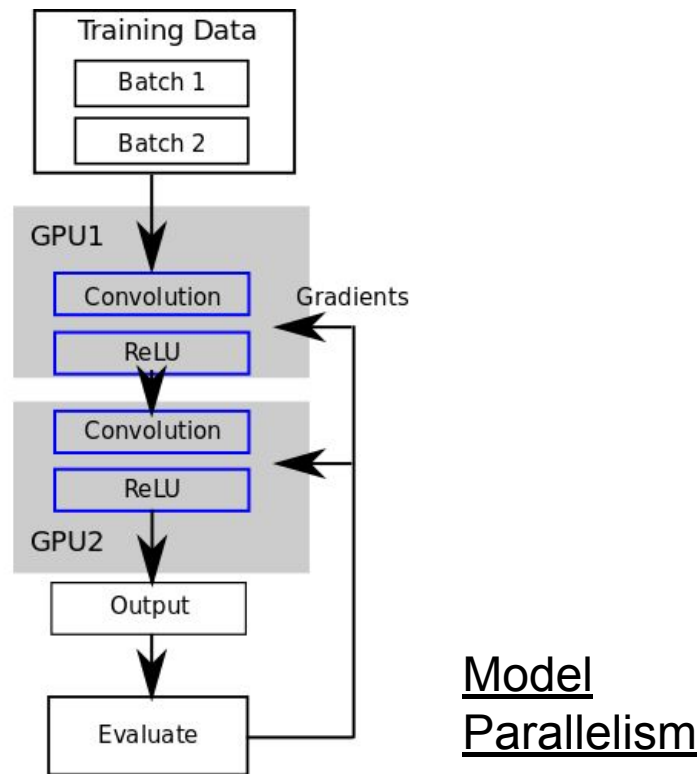 Training Data
Batch 1
Batch 2
GPU1
Convolution
Gradients
ReLU
Convolution
ReLU
GPU2
Output
Evaluate
Model
Parallelism